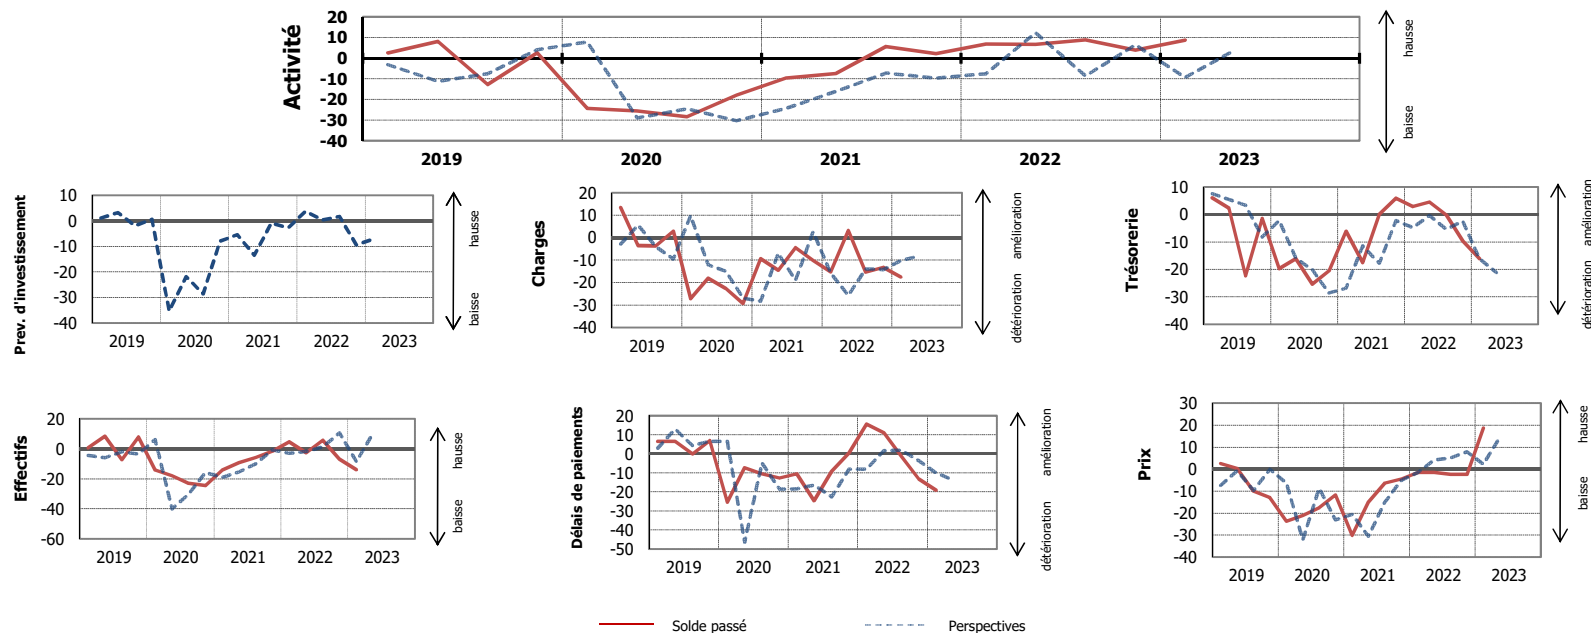 Activité
20
10
0
-10
-20
-30
-40
2019 2020 2021 2022 2023
hausse
baisse
Prev. d'investissement
10
0
-10
-20
-30
-40
2019 2020 2021 2022 2023
hausse
baisse
Charges
20
10
0
-10
-20
-30
-40
2019 2020 2021 2022 2023
amélioration
détérioration
Trésorerie
10
0
-10
-20
-30
-40
2019 2020 2021 2022 2023
amélioration
détérioration
Effectifs
20
0
-20
-40
-60
2019 2020 2021 2022 2023
hausse
baisse
Délais de paiements
20
10
0
-10
-20
-30
-40
-50
2019 2020 2021 2022 2023
amélioration
détérioration
Prix
30
20
10
0
-10
-20
-30
-40
2019 2020 2021 2022 2023
hausse
baisse
Solde passé Perspectives